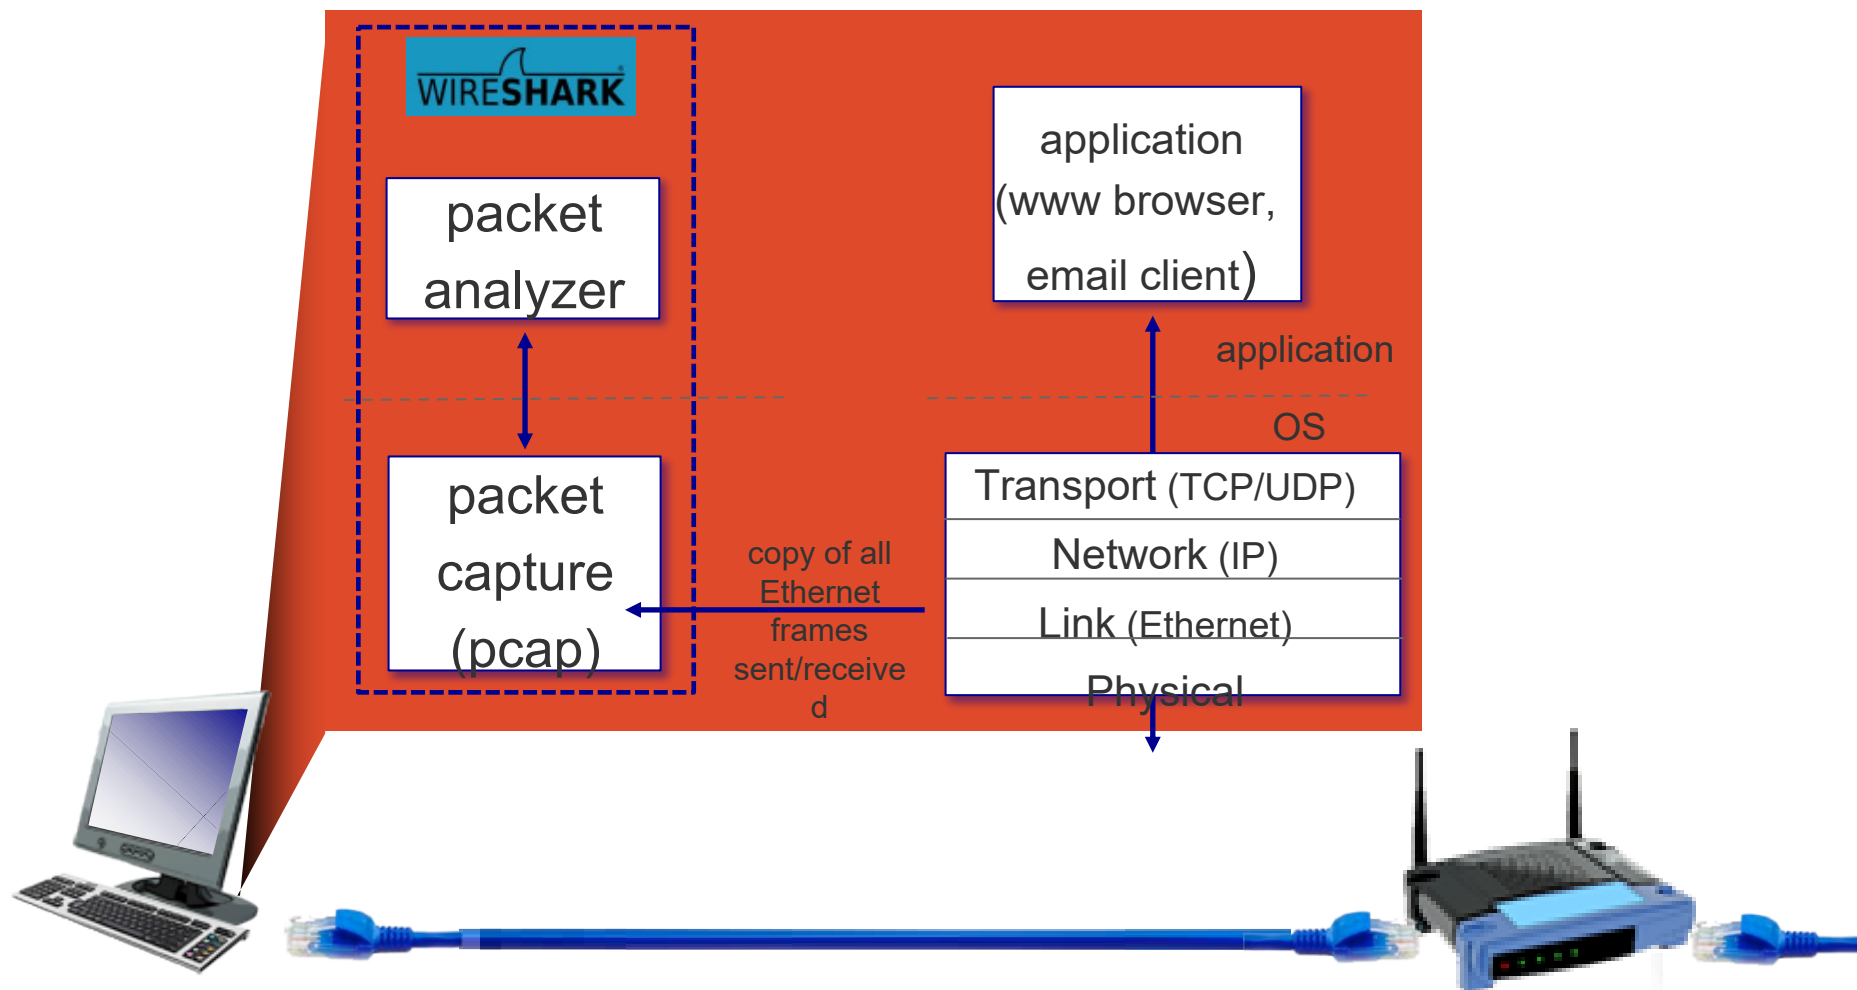 WIRESHARK
packet
analyzer
packet
capture
(pcap)
copy of all
Ethernet
frames
sent/receive
d
application
(www browser,
email client)
application
OS
Transport (TCP/UDP)
Network (IP)
Link (Ethernet)
Physical